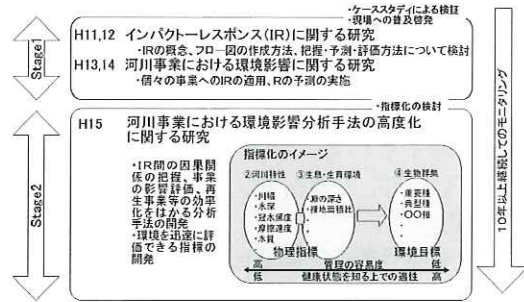 ・ケーススタディによる検証
・現場への普及啓発
Stage1
H11,12 インパクトーレスポンス(IR)に関する研究
・IRの概念、フロー図の作成方法、把握・予測・評価方法について検討
H13,14 河川事業における環境影響に関する研究
・個々の事業へのIRの適用、Rの予測の実施
・指標化の検討
Stage2
H15 河川事業における環境影響分析手法の高度化
に関する研究
・IR間の因果関
係の把握、事業
の影響評価、再
生事業等の効率
化をはかる分析
手法の開発
・環境を迅速に評
価できる指標の
開発
指標化のイメージ
②河川特性
・川幅
・水深
・冠水頻度
・摩擦速度
・水質
③生息・生育環境
・淵の深さ
・接地面積比
④生物群集
・重要種
・典型種
・〇〇種
物理指標
環境目標
高 管理の容易度 低
低 健康状態を知る上での適性 高
10年以上継続してのモニタリング